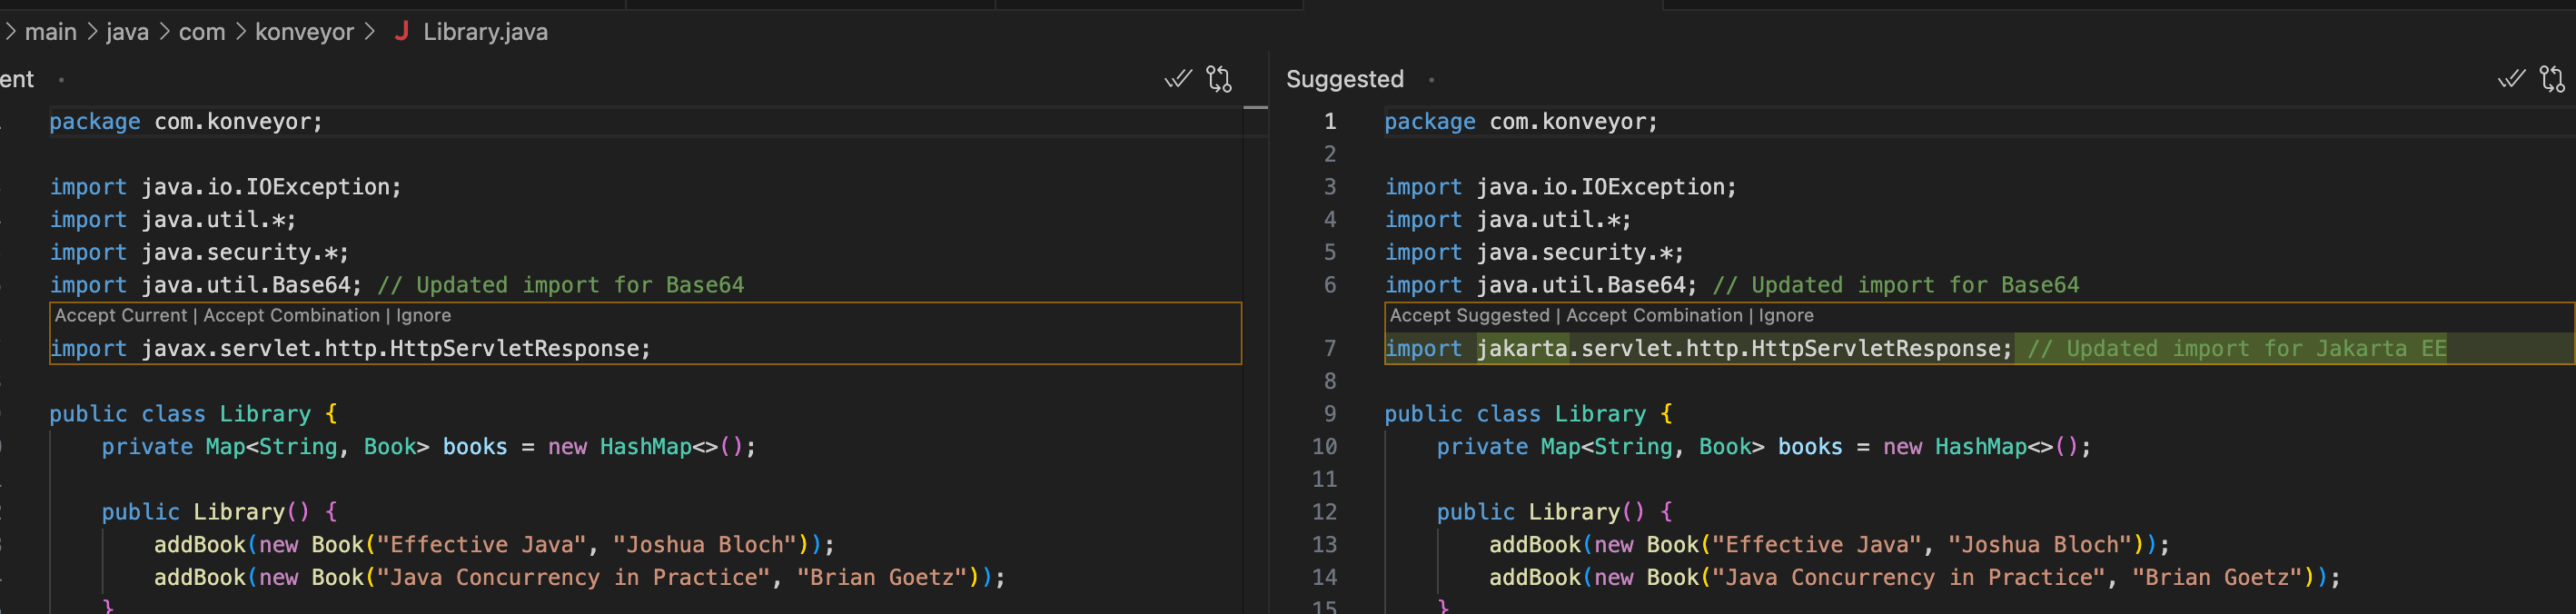 main java com konveyor J Library.java
ent
package com.konveyor;
import java.io.IOException;
import java.util.*;
import java.security.*;
import java.util.Base64; // Updated import for Base64
Accept Current | Accept Combination | Ignore
import javax.servlet.http.HttpServletResponse;
public class Library {
private Map<String, Book> books = new HashMap<>();
public Library() {
addBook(new Book("Effective Java", "Joshua Bloch"));
addBook(new Book("Java Concurrency in Practice", "Brian Goetz"));
}
Suggested
1 package com.konveyor;
2
3 import java.io.IOException;
4 import java.util.*;
5 import java.security.*;
6 import java.util.Base64; // Updated import for Base64
Accept Suggested | Accept Combination | Ignore
7 import jakarta.servlet.http.HttpServletResponse; // Updated import for Jakarta EE
8
9 public class Library {
10 private Map<String, Book> books = new HashMap<>();
11
12 public Library() {
13 addBook(new Book("Effective Java", "Joshua Bloch"));
14 addBook(new Book("Java Concurrency in Practice", "Brian Goetz"));
15 }